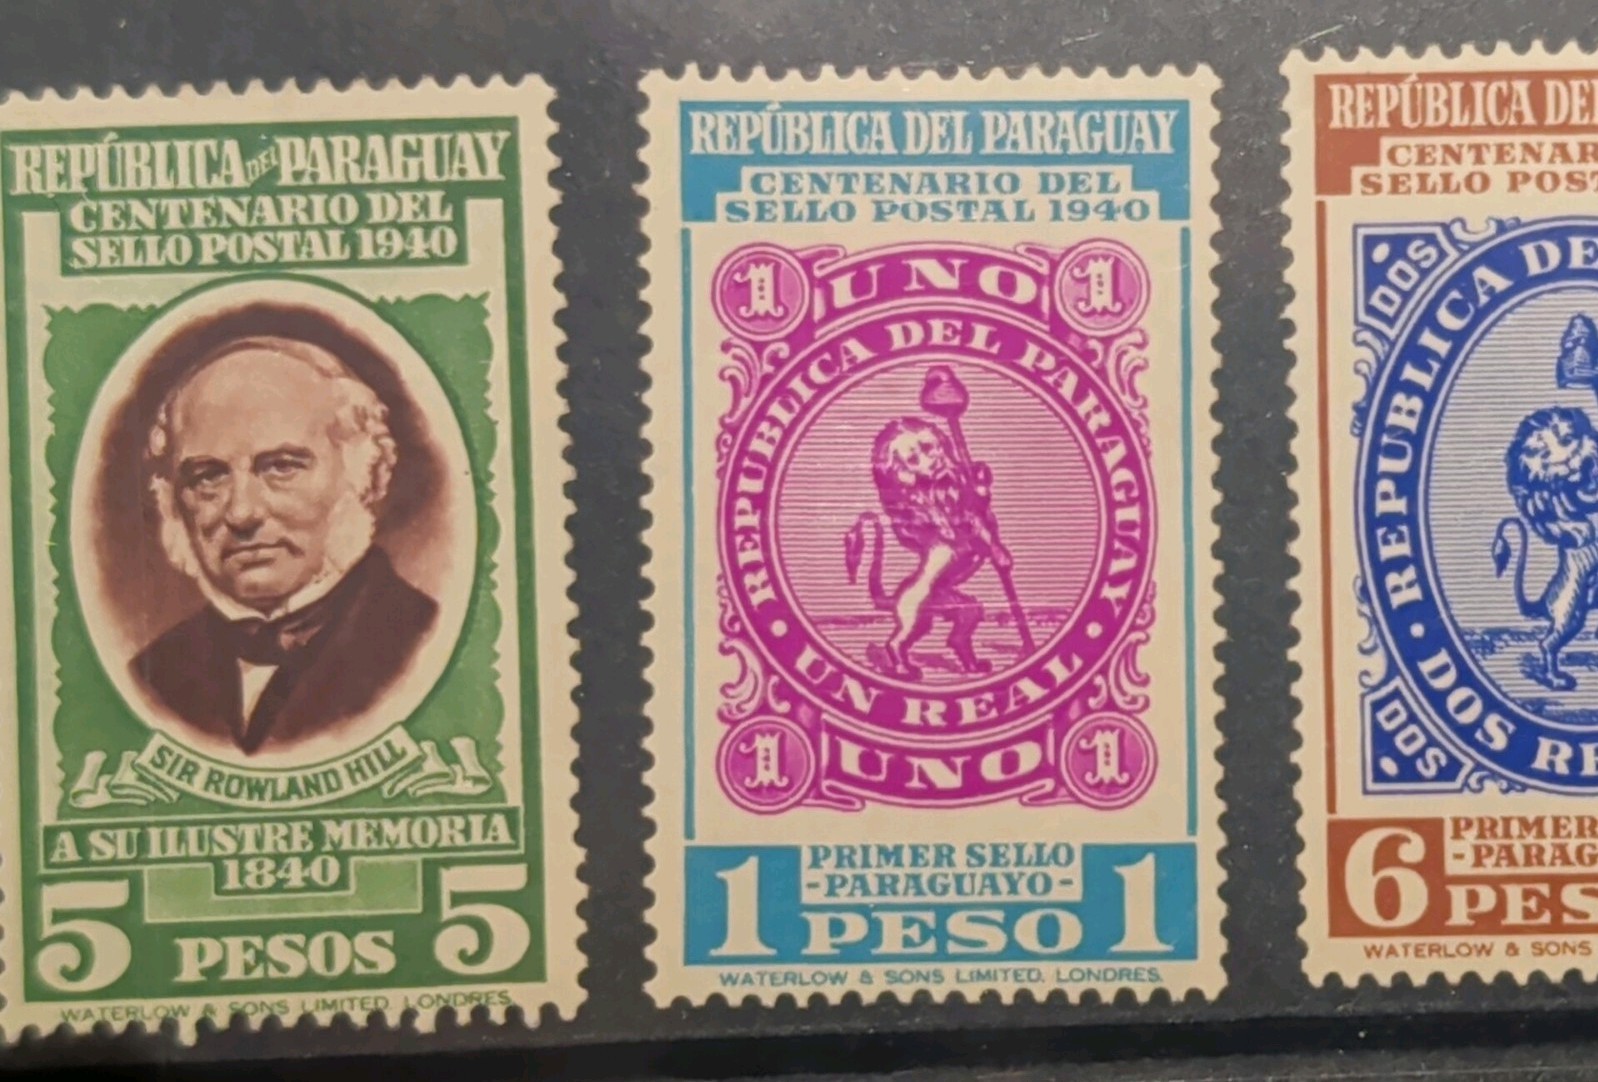 REPÚBLICA DEL PARAGUAY
CENTENARIO DEL
SELLO POSTAL 1940
SIR ROWLAND HILL
A SU ILUSTRE MEMORIA
1840
5 PESOS 5
WATERLOW & SONS LIMITED. LONDRES.
REPÚBLICA DEL PARAGUAY
CENTENARIO DEL
SELLO POSTAL 1940
1 UNO 1
REPUBLICA DEL PARAGUAY
• UN REAL •
1 UNO 1
PRIMER SELLO
-PARAGUAYO-
1 PESO 1
WATERLOW & SONS LIMITED. LONDRES.
REPÚBLICA DE
CENTENAR
SELLO POS
DOS
REPUBLICA DE
• DOS RE
DOS
PRIMER
-PARAG
6 PES
WATERLOW & SONS